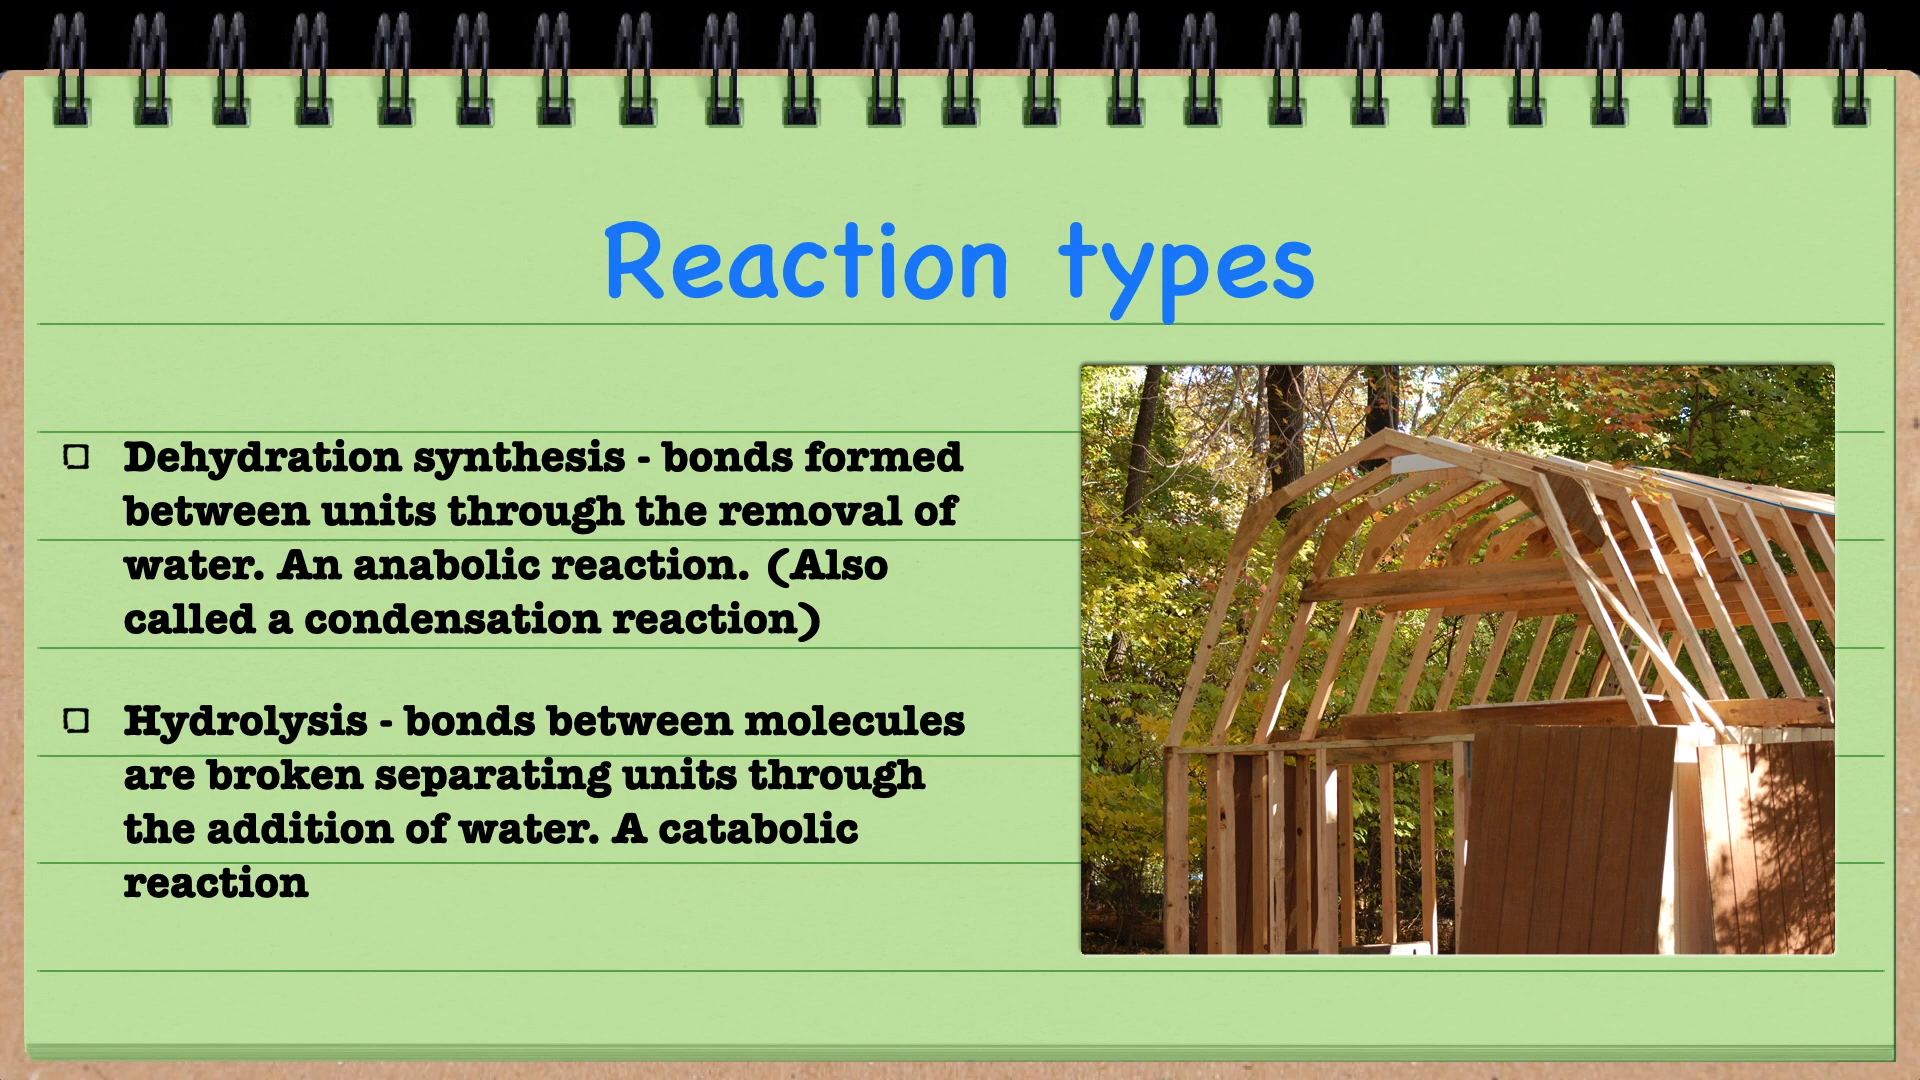 Reaction types
Dehydration synthesis - bonds formed
between units through the removal of
water. An anabolic reaction. (Also
called a condensation reaction)
Hydrolysis - bonds between molecules
are broken separating units through
the addition of water. A catabolic
reaction